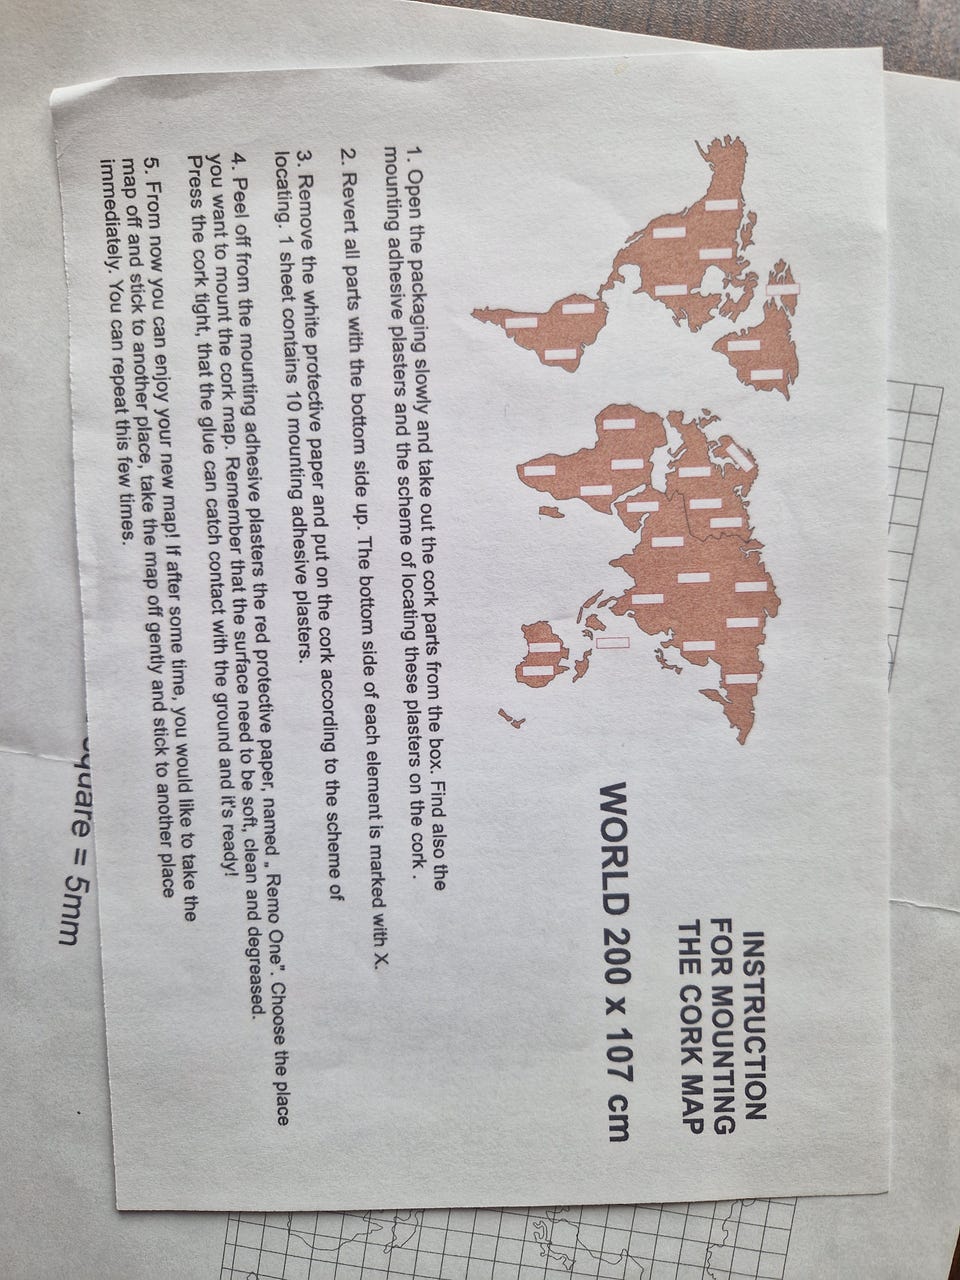 INSTRUCTION
FOR MOUNTING
THE CORK MAP
WORLD 200 x 107 cm
1. Open the packaging slowly and take out the cork parts from the box. Find also the
mounting adhesive plasters and the scheme of locating these plasters on the cork .
2. Revert all parts with the bottom side up. The bottom side of each element is marked with X.
3. Remove the white protective paper and put on the cork according to the scheme of
locating. 1 sheet contains 10 mounting adhesive plasters.
4. Peel off from the mounting adhesive plasters the red protective paper, named „ Remo One". Choose the place
you want to mount the cork map. Remember that the surface need to be soft, clean and degreased.
Press the cork tight, that the glue can catch contact with the ground and it's ready!
5. From now you can enjoy your new map! If after some time, you would like to take the
map off and stick to another place, take the map off gently and stick to another place
immediately. You can repeat this few times.
square = 5mm